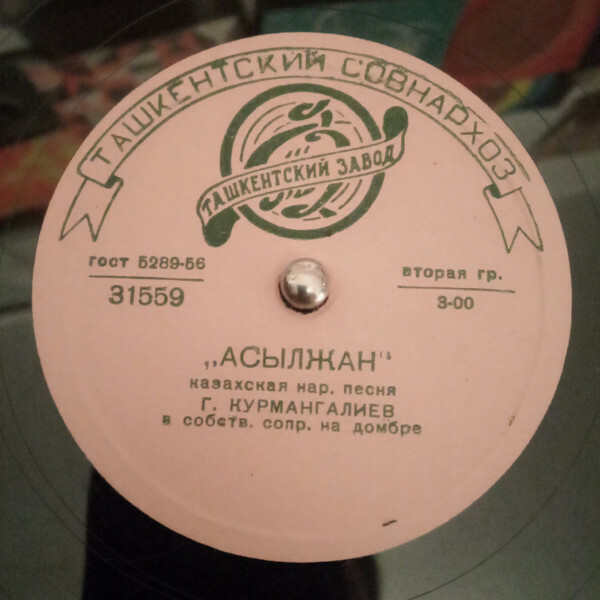 ТАШКЕНТСКИЙ СОВНАРХОЗ
ТАШКЕНТСКИЙ ЗАВОД
гост 5289-56
31559
вторая гр.
3-00
„АСЫЛЖАН"
казахская нар. песня
Г. КУРМАНГАЛИЕВ
в собств. сопр. на домбре